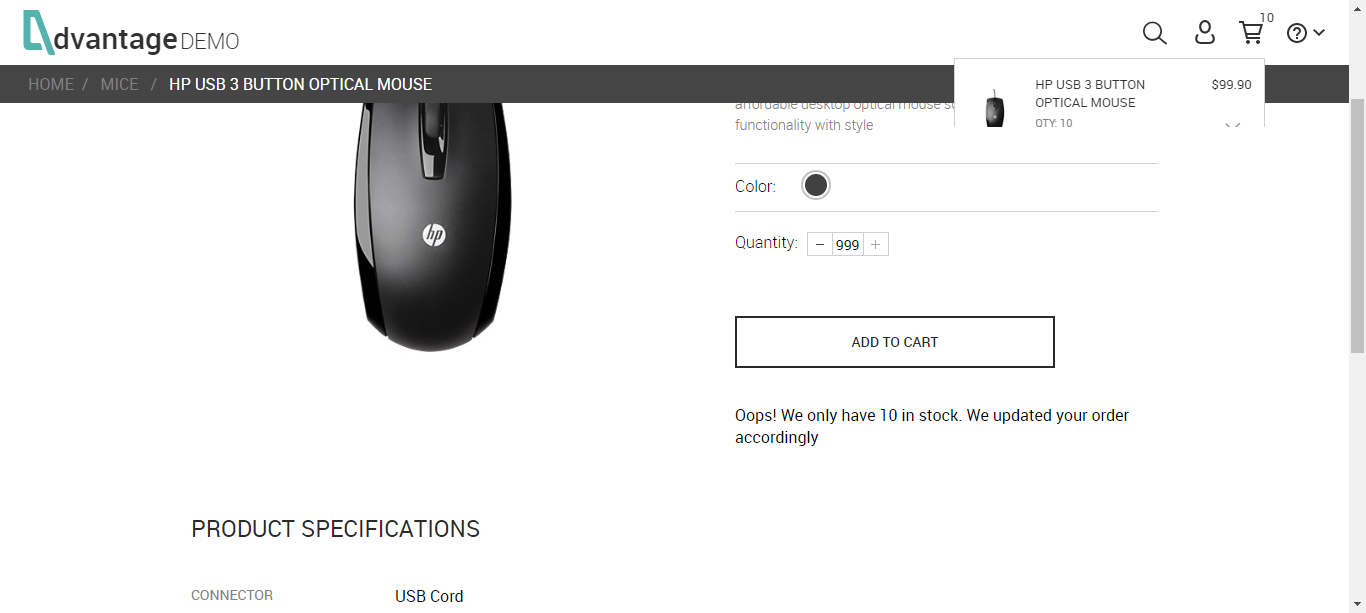 dvantage DEMO
10
HOME / MICE / HP USB 3 BUTTON OPTICAL MOUSE
HP USB 3 BUTTON
OPTICAL MOUSE
$99.90
QTY: 10
affordable desktop optical mouse
functionality with style
Color:
Quantity: − 999 +
ADD TO CART
Oops! We only have 10 in stock. We updated your order
accordingly
hp
PRODUCT SPECIFICATIONS
CONNECTOR USB Cord